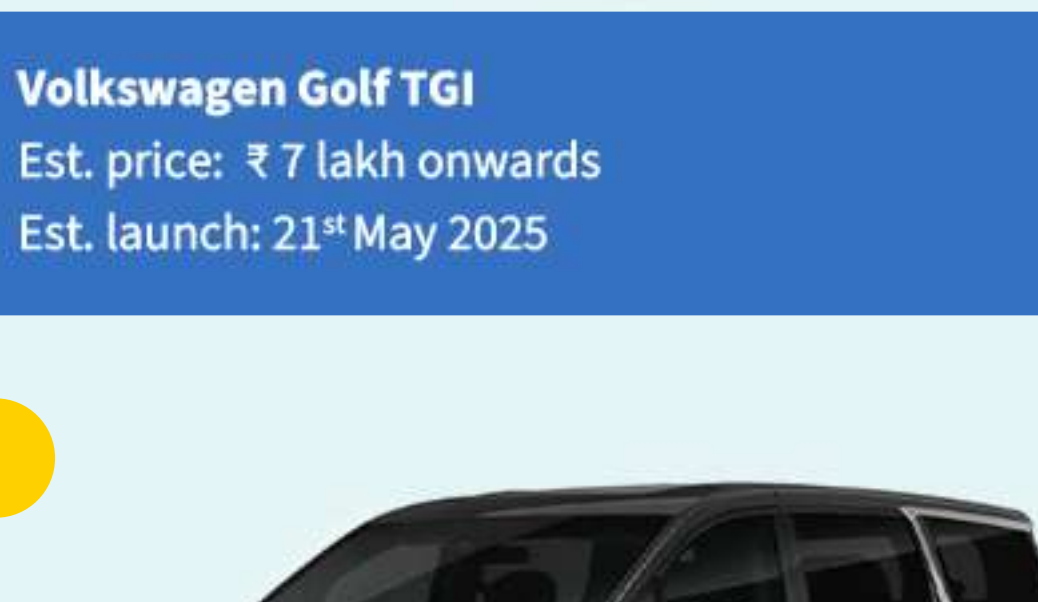 Volkswagen Golf TGI
Est. price: ₹ 7 lakh onwards
Est. launch: 21st May 2025